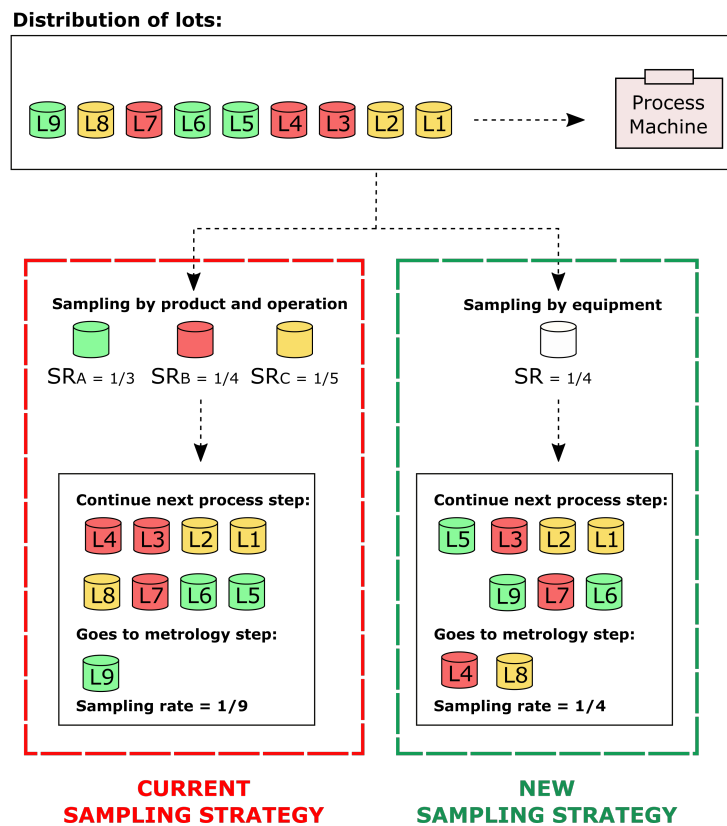 Distribution of lots:
L9 L8 L7 L6 L5 L4 L3 L2 L1
Process
Machine
Sampling by product and operation
SRA = 1/3 SRB = 1/4 SRC = 1/5
Continue next process step:
L4 L3 L2 L1
L8 L7 L6 L5
Goes to metrology step:
L9
Sampling rate = 1/9
CURRENT
SAMPLING STRATEGY
Sampling by equipment
SR = 1/4
Continue next process step:
L5 L3 L2 L1
L9 L7 L6
Goes to metrology step:
L4 L8
Sampling rate = 1/4
NEW
SAMPLING STRATEGY